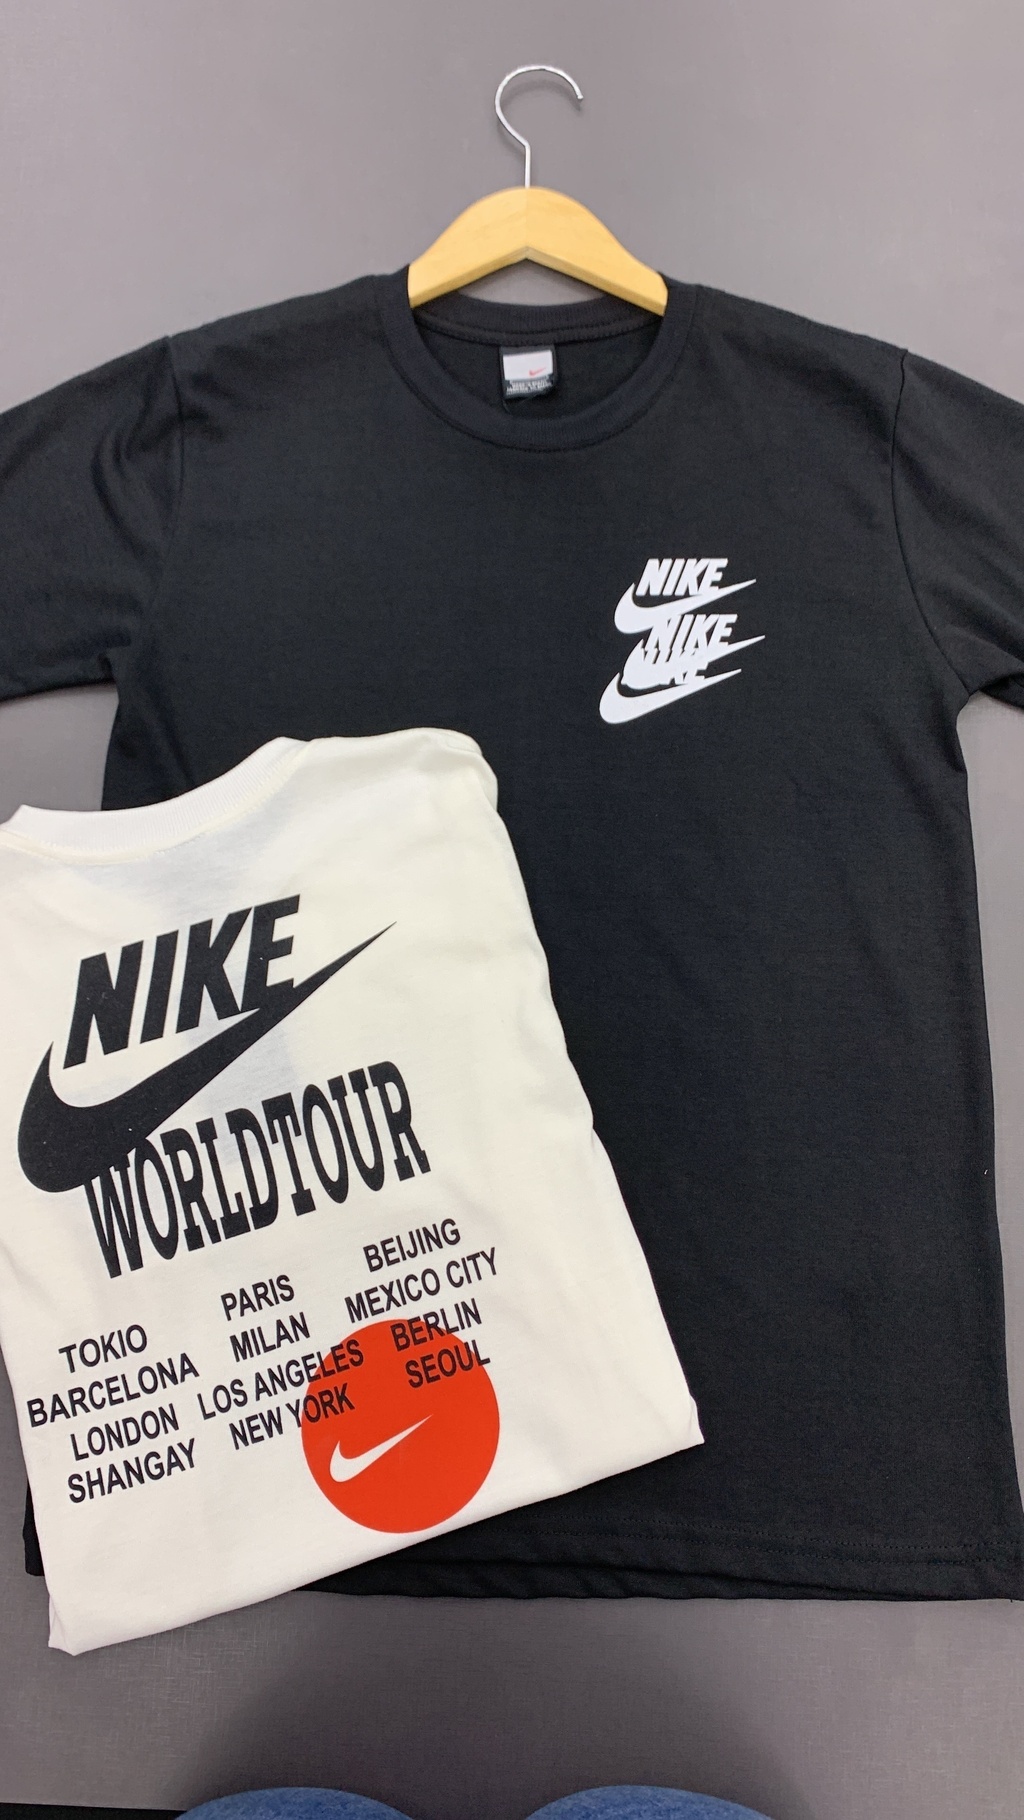 NIKE
NIKE
NIKE
NIKE
WORLDTOUR
TOKIO
BARCELONA
LONDON
SHANGAY
PARIS
MILAN
LOS ANGELES
NEW YORK
BEIJING
MEXICO CITY
BERLIN
SEOUL